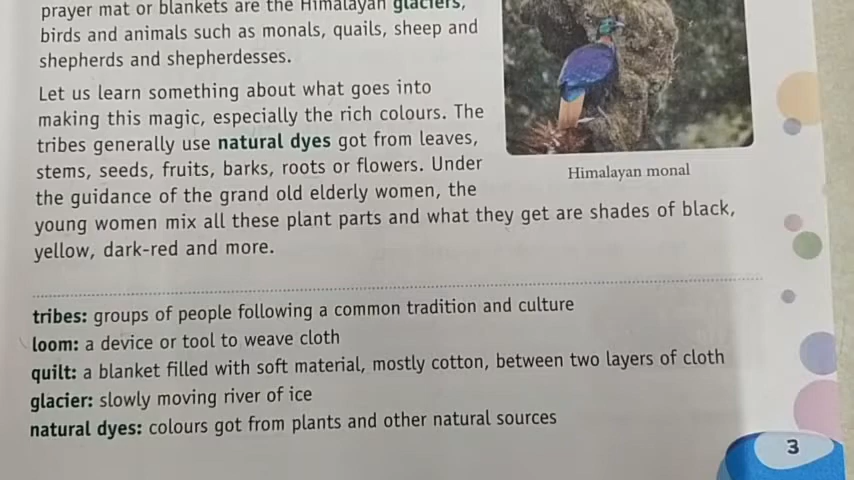 prayer mat or blankets are the Himalayan glaciers,
birds and animals such as monals, quails, sheep and
shepherds and shepherdesses.
Let us learn something about what goes into
making this magic, especially the rich colours. The
tribes generally use natural dyes got from leaves,
stems, seeds, fruits, barks, roots or flowers. Under
the guidance of the grand old elderly women, the
young women mix all these plant parts and what they get are shades of black,
yellow, dark-red and more.
Himalayan monal
tribes: groups of people following a common tradition and culture
loom: a device or tool to weave cloth
quilt: a blanket filled with soft material, mostly cotton, between two layers of cloth
glacier: slowly moving river of ice
natural dyes: colours got from plants and other natural sources
3